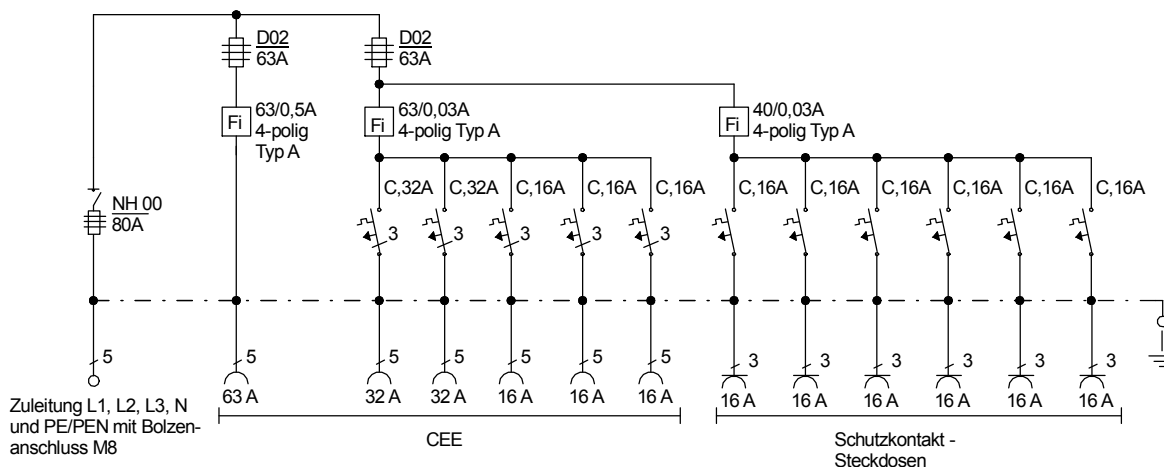 D02
63A
D02
63A
63/0,5A
4-polig
Typ A
Fi
63/0,03A
4-polig Typ A
Fi
40/0,03A
4-polig Typ A
Fi
C,32A
C,32A
C,16A
C,16A
C,16A
C,16A
C,16A
C,16A
C,16A
C,16A
C,16A
NH 00
80A
3
3
3
3
3
5
5
5
5
5
5
5
3
3
3
3
3
3
63 A
32 A
32 A
16 A
16 A
16 A
16 A
16 A
16 A
16 A
16 A
16 A
Zuleitung L1, L2, L3, N
und PE/PEN mit Bolzen-
anschluss M8
CEE
Schutzkontakt -
Steckdosen